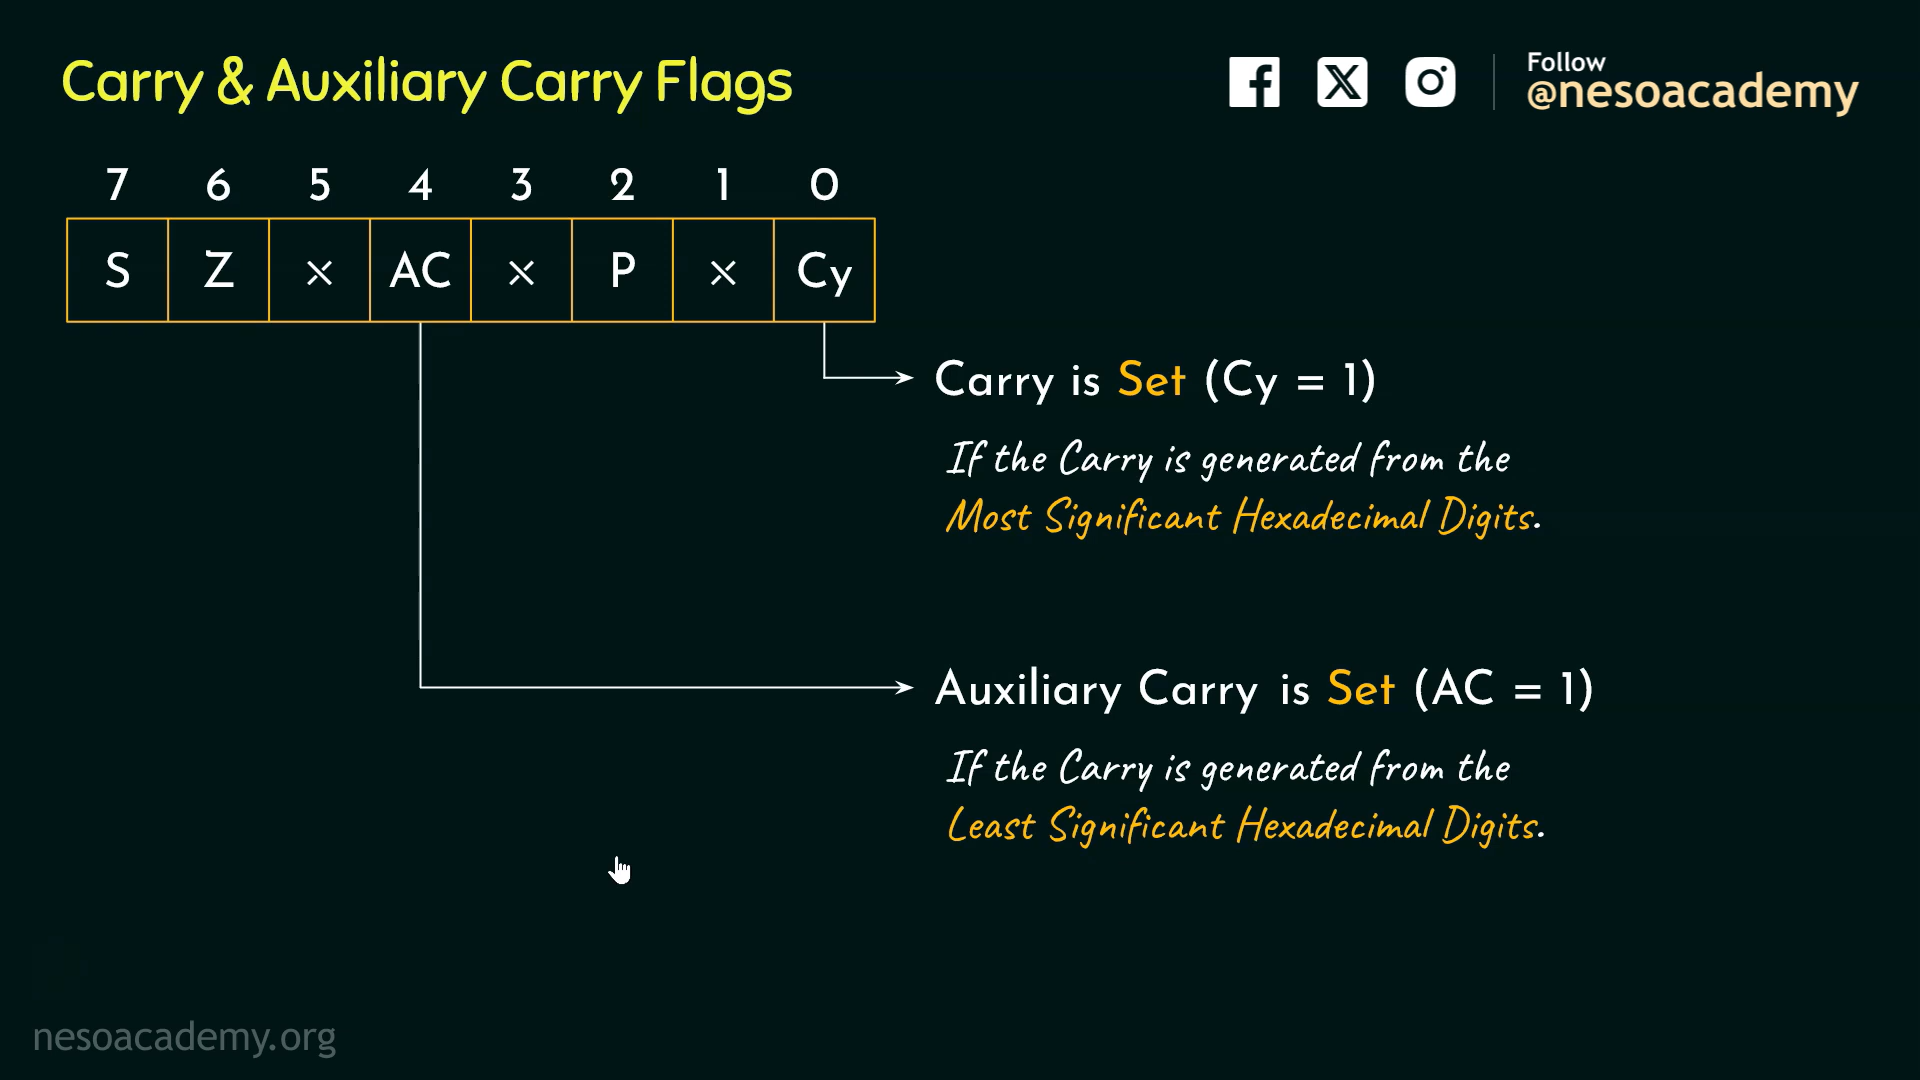 Carry & Auxiliary Carry Flags
Follow
@nesoacademy
7 6 5 4 3 2 1 0
S Z × AC × P × Cy
Carry is Set (Cy = 1)
If the Carry is generated from the
Most Significant Hexadecimal Digits.
Auxiliary Carry is Set (AC = 1)
If the Carry is generated from the
Least Significant Hexadecimal Digits.
nesoacademy.org